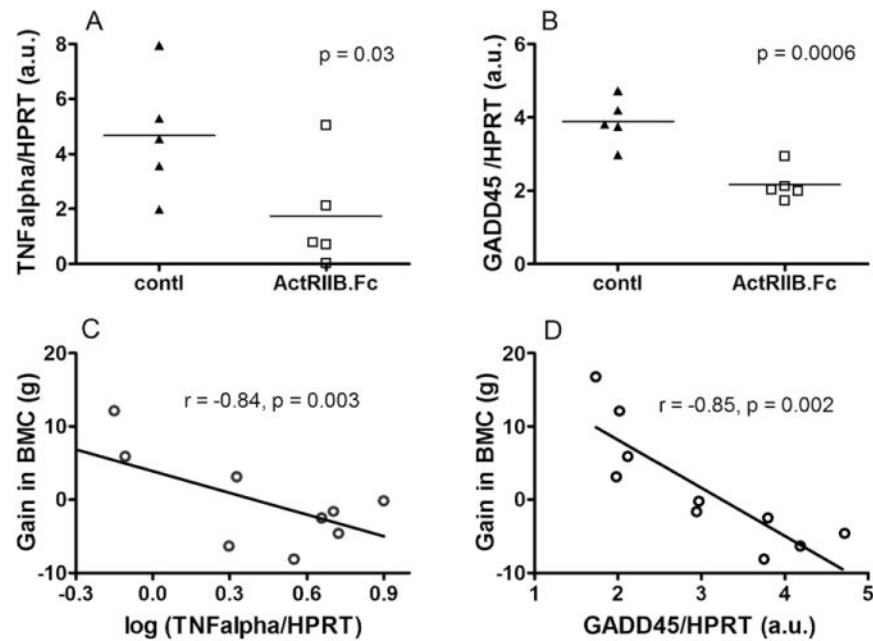 A
p = 0.03
TNFalpha/HPRT (a.u.)
8
6
4
2
0
contl
ActRIIB.Fc
B
p = 0.0006
GADD45 /HPRT (a.u.)
6
4
2
0
contl
ActRIIB.Fc
C
r = -0.84, p = 0.003
Gain in BMC (g)
20
10
0
-10
-0.3
0.0
0.3
0.6
0.9
log (TNFalpha/HPRT)
D
r = -0.85, p = 0.002
Gain in BMC (g)
20
10
0
-10
1
2
3
4
5
GADD45/HPRT (a.u.)